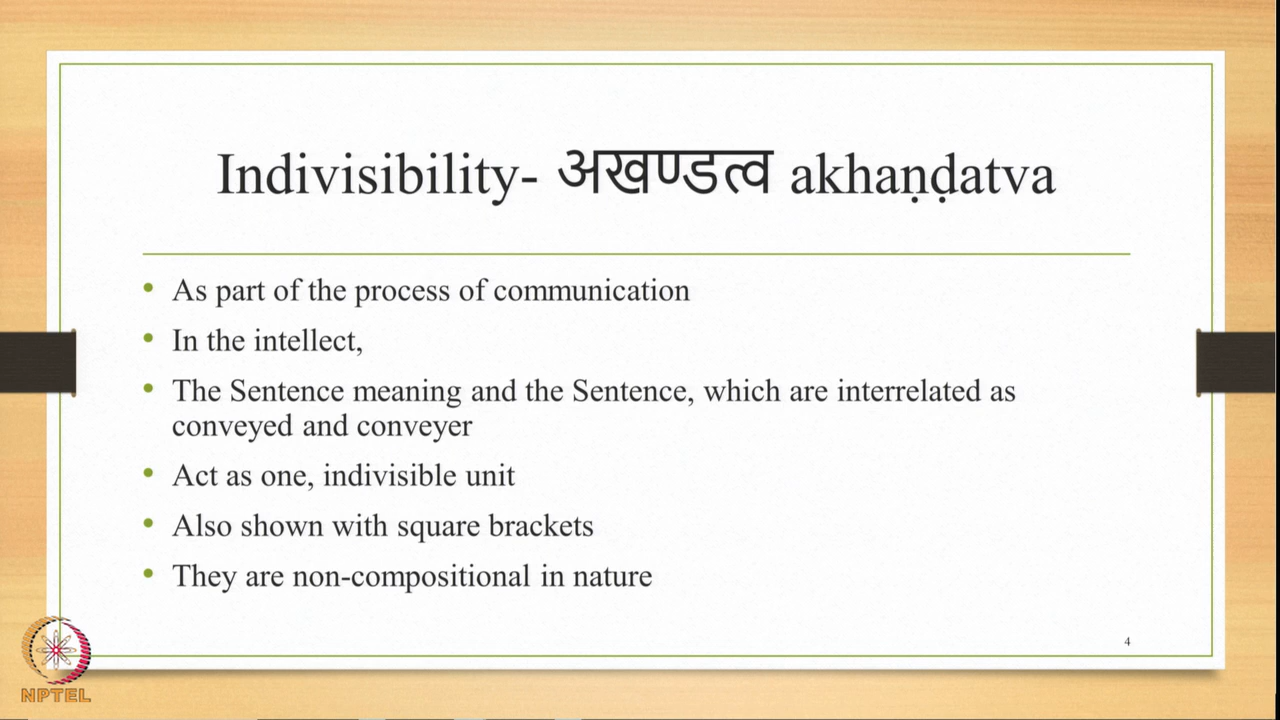 Indivisibility- अखण्डत्व akhaṇḍatva
• As part of the process of communication
• In the intellect,
• The Sentence meaning and the Sentence, which are interrelated as
conveyed and conveyer
• Act as one, indivisible unit
• Also shown with square brackets
• They are non-compositional in nature
4
NPTEL